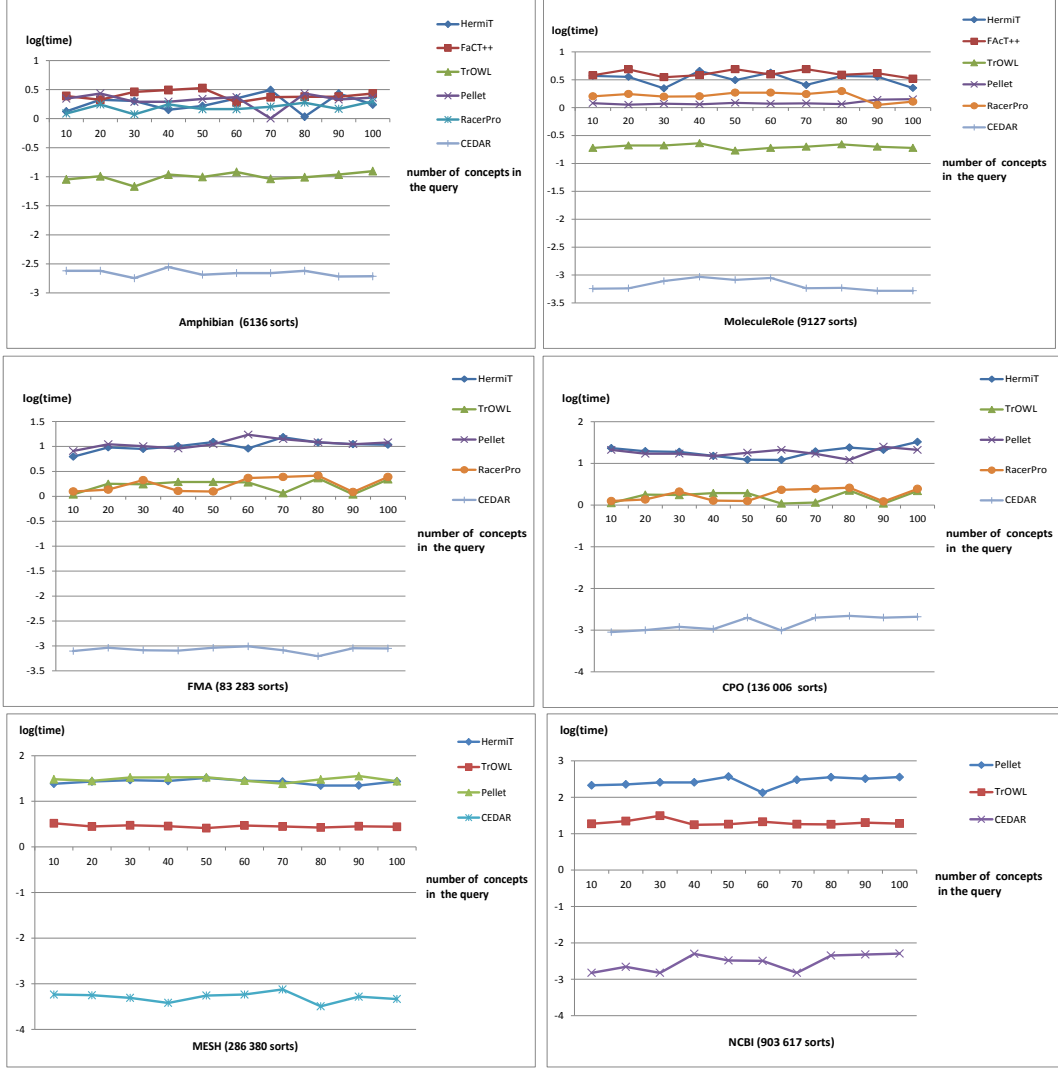 log(time)
HermiT
FaCT++
TrOWL
Pellet
RacerPro
CEDAR
1
0.5
0
-0.5
-1
-1.5
-2
-2.5
-3
10 20 30 40 50 60 70 80 90 100
number of concepts in
the query
Amphibian (6136 sorts)
log(time)
HermiT
FAcT++
TrOWL
Pellet
RacerPro
CEDAR
1
0.5
0
-0.5
-1
-1.5
-2
-2.5
-3
-3.5
10 20 30 40 50 60 70 80 90 100
number of concepts
in the query
MoleculeRole (9127 sorts)
log(time)
HermiT
TrOWL
Pellet
RacerPro
CEDAR
1.5
1
0.5
0
-0.5
-1
-1.5
-2
-2.5
-3
-3.5
10 20 30 40 50 60 70 80 90 100
number of concepts
in the query
FMA (83 283 sorts)
log(time)
HermiT
TrOWL
Pellet
RacerPro
CEDAR
2
1
0
-1
-2
-3
-4
10 20 30 40 50 60 70 80 90 100
number of concepts
in the query
CPO (136 006 sorts)
log(time)
HermiT
TrOWL
Pellet
CEDAR
2
1
0
-1
-2
-3
-4
10 20 30 40 50 60 70 80 90 100
number of concepts
in the query
MESH (286 380 sorts)
log(time)
Pellet
TrOWL
CEDAR
3
2
1
0
-1
-2
-3
-4
10 20 30 40 50 60 70 80 90 100
number of concepts
in the query
NCBI (903 617 sorts)